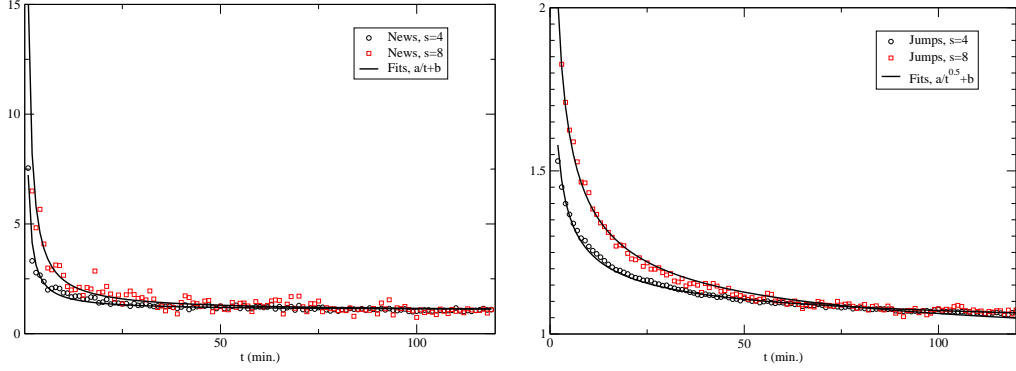 15
10
5
0
50
100
t (min.)
News, s=4
News, s=8
Fits, a/t+b
2
1.5
1
0
50
100
t (min.)
Jumps, s=4
Jumps, s=8
Fits, a/t^0.5+b